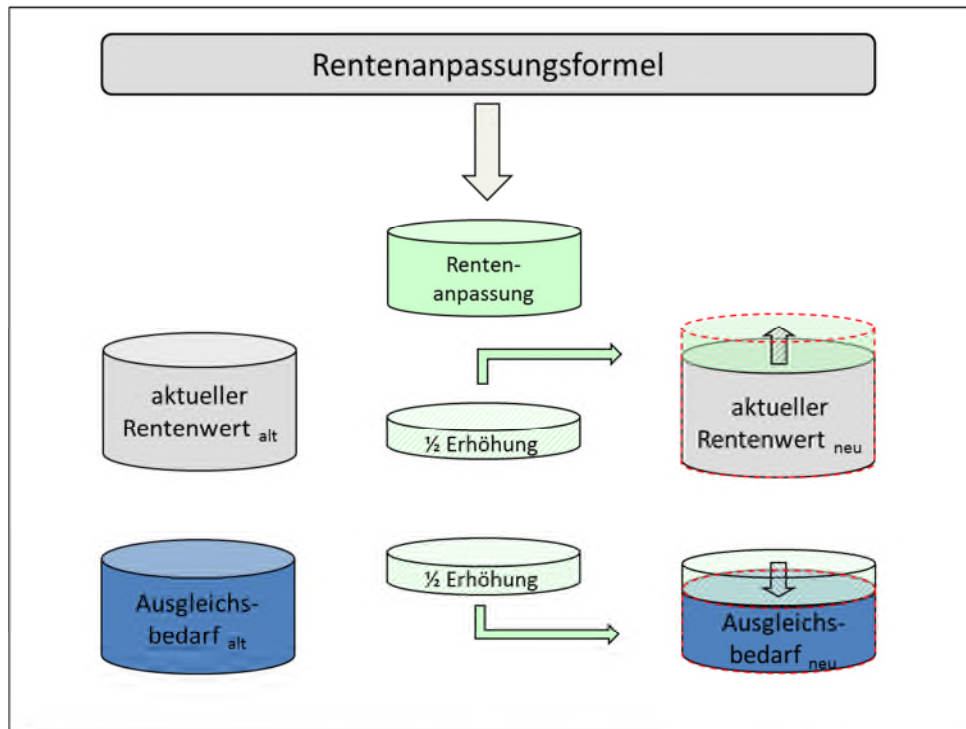 Rentenanpassungsformel
Renten-
anpassung
aktueller
Rentenwert alt
½ Erhöhung
aktueller
Rentenwert neu
Ausgleichs-
bedarf alt
½ Erhöhung
Ausgleichs-
bedarf neu